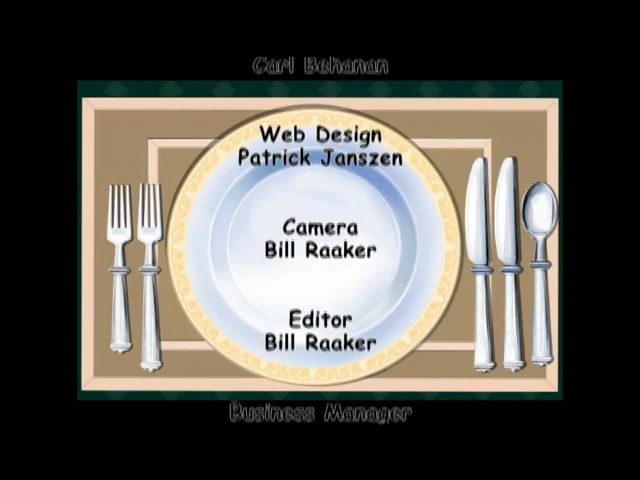 Carl Behanan
Web Design
Patrick Janszen
Camera
Bill Raaker
Editor
Bill Raaker
Business Manager